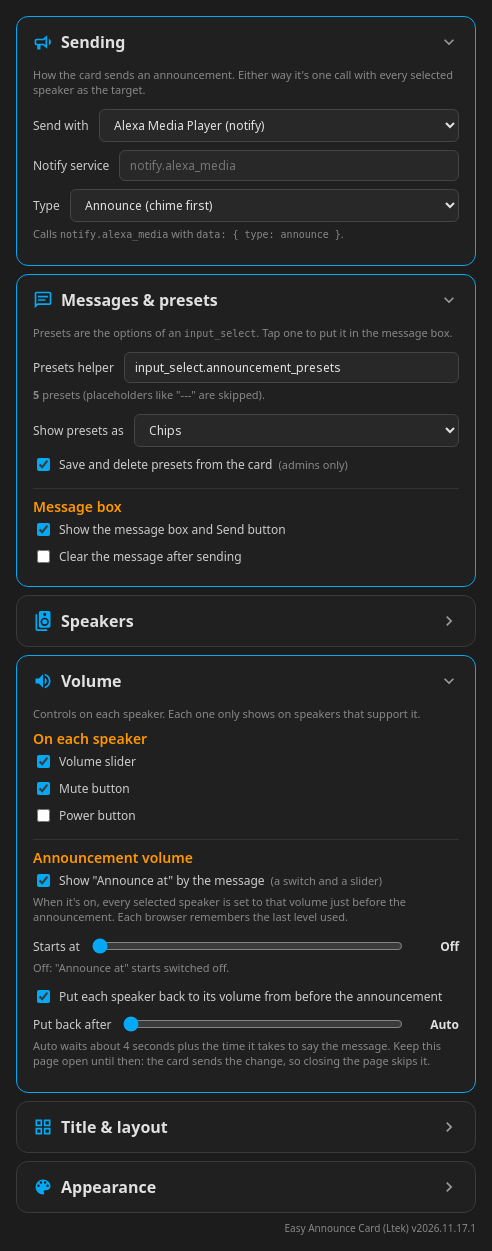 Sending
How the card sends an announcement. Either way it's one call with every selected
speaker as the target.
Send with Alexa Media Player (notify)
Notify service notify.alexa_media
Type Announce (chime first)
Calls notify.alexa_media with data: { type: announce }.
Messages & presets
Presets are the options of an input_select. Tap one to put it in the message box.
Presets helper input_select.announcement_presets
5 presets (placeholders like "---" are skipped).
Show presets as Chips
Save and delete presets from the card (admins only)
Message box
Show the message box and Send button
Clear the message after sending
Speakers
Volume
Controls on each speaker. Each one only shows on speakers that support it.
On each speaker
Volume slider
Mute button
Power button
Announcement volume
Show "Announce at" by the message (a switch and a slider)
When it's on, every selected speaker is set to that volume just before the
announcement. Each browser remembers the last level used.
Starts at Off
Off: "Announce at" starts switched off.
Put each speaker back to its volume from before the announcement
Put back after Auto
Auto waits about 4 seconds plus the time it takes to say the message. Keep this
page open until then: the card sends the change, so closing the page skips it.
Title & layout
Appearance
Easy Announce Card (Ltek) v2026.11.17.1